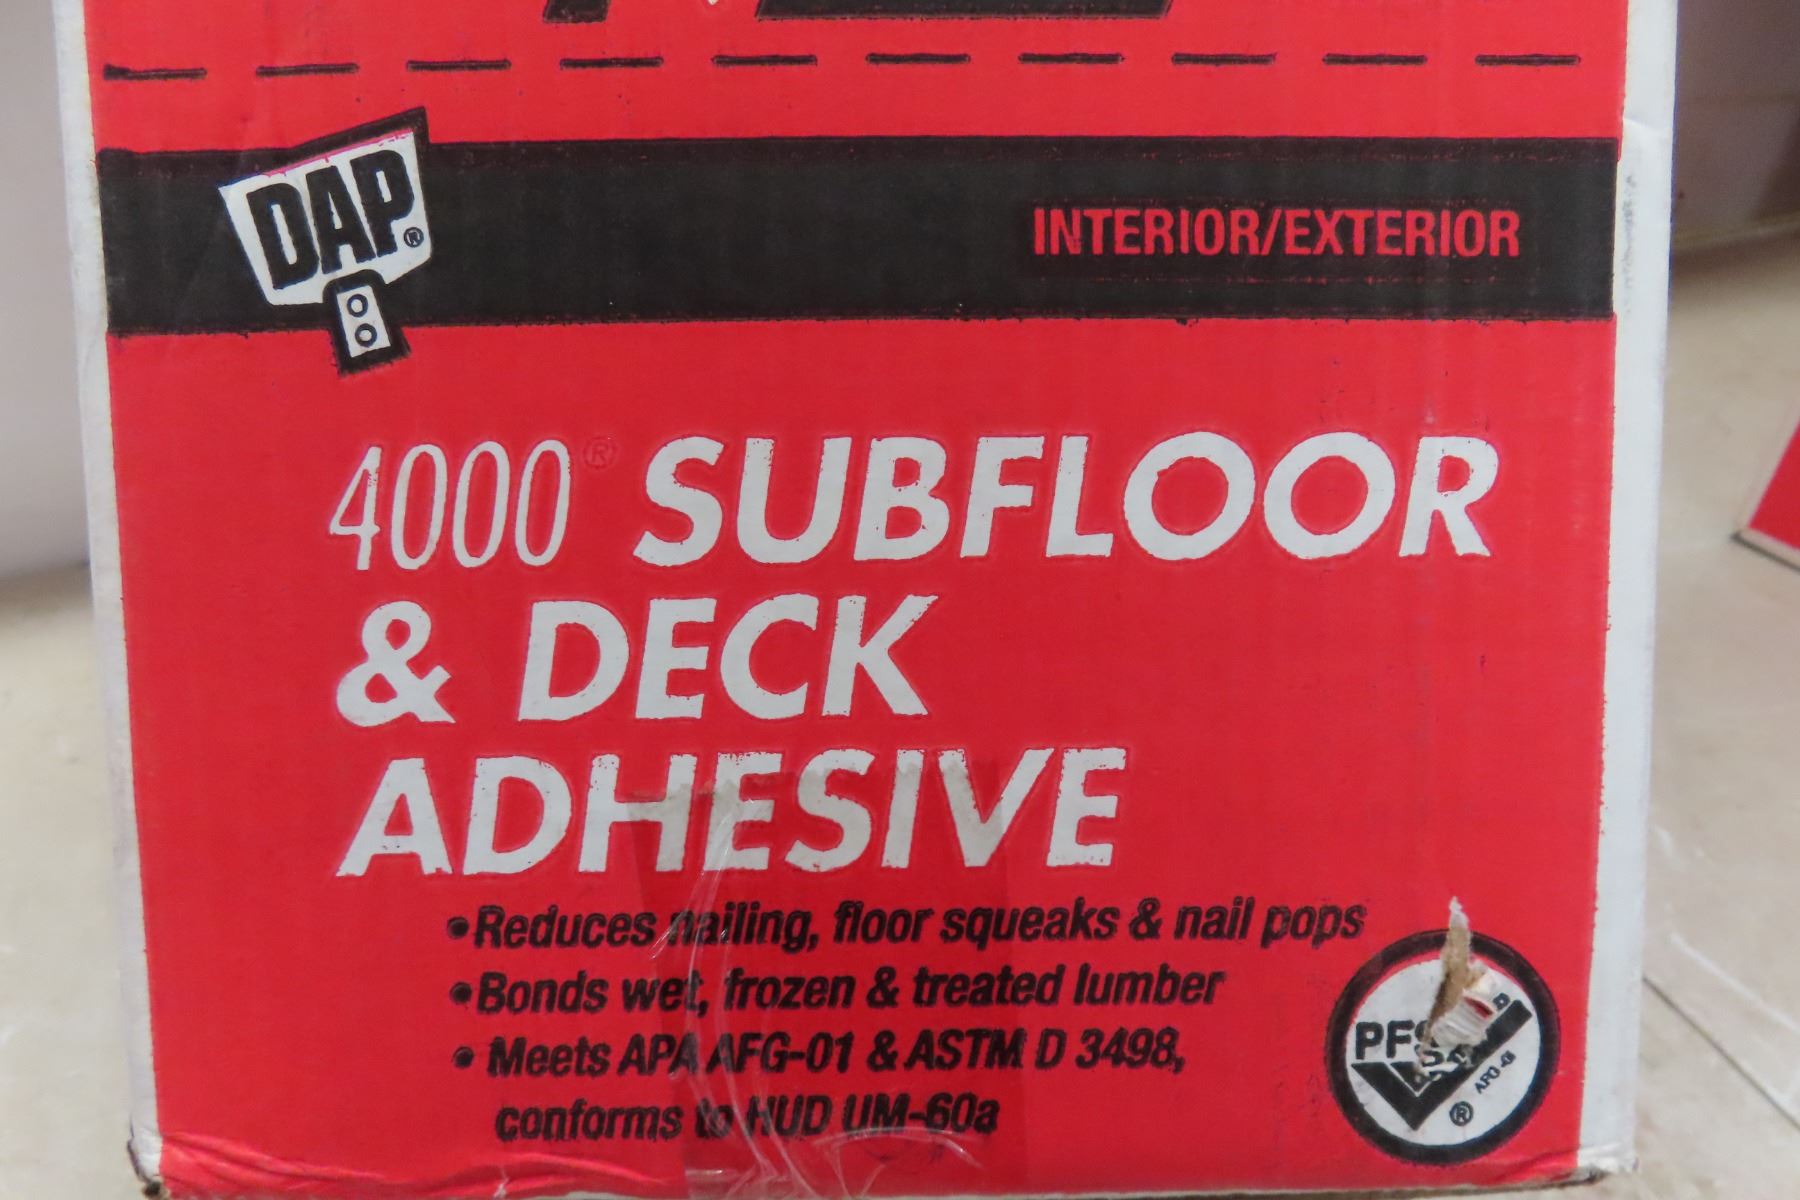 DAP®
INTERIOR/EXTERIOR
4000® SUBFLOOR
& DECK
ADHESIVE
•Reduces nailing, floor squeaks & nail pops
•Bonds wet, frozen & treated lumber
• Meets APA AFG-01 & ASTM D 3498,
conforms to HUD UM-60a
®